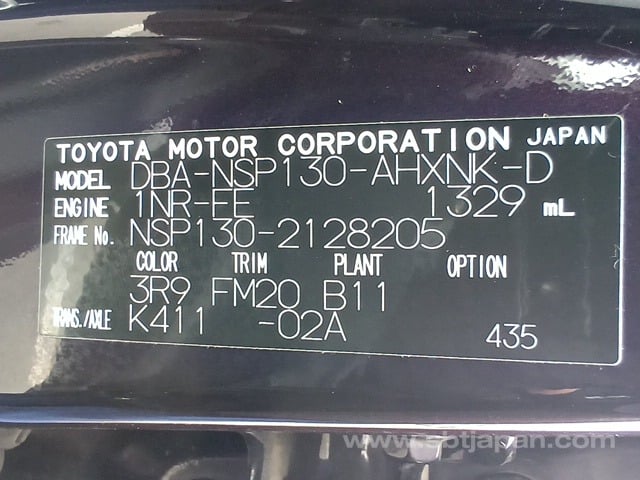 TOYOTA MOTOR CORPORATION JAPAN
MODEL DBA-NSP130-AHXNK-D
ENGINE 1NR-FE 1329 mL
FRAME No. NSP130-2128205
COLOR TRIM PLANT OPTION
3R9 FM20 B11
TRANS./AXLE K411 -02A 435
www.sbtjapan.com